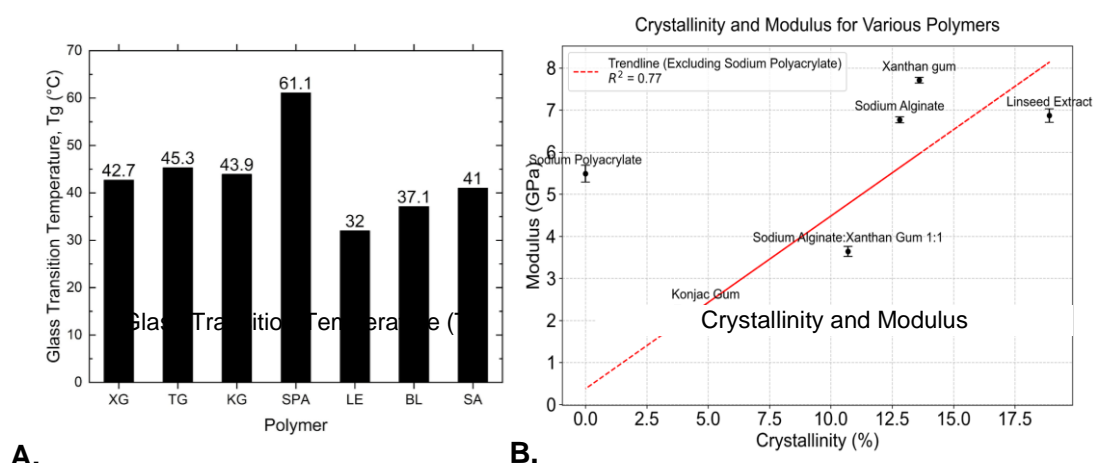 70
60
50
40
30
20
10
0
Glass Transition Temperature, Tg (°C)
42.7
45.3
43.9
61.1
32
37.1
41
XG TG KG SPA LE BL SA
Polymer
A.
Crystallinity and Modulus for Various Polymers
Trendline (Excluding Sodium Polyacrylate)
R² = 0.77
8
7
6
5
4
3
2
1
0
Modulus (GPa)
Xanthan gum
Sodium Alginate
Linseed Extract
Sodium Polyacrylate
Sodium Alginate:Xanthan Gum 1:1
Konjac Gum
Crystallinity and Modulus
0.0 2.5 5.0 7.5 10.0 12.5 15.0 17.5
Crystallinity (%)
B.